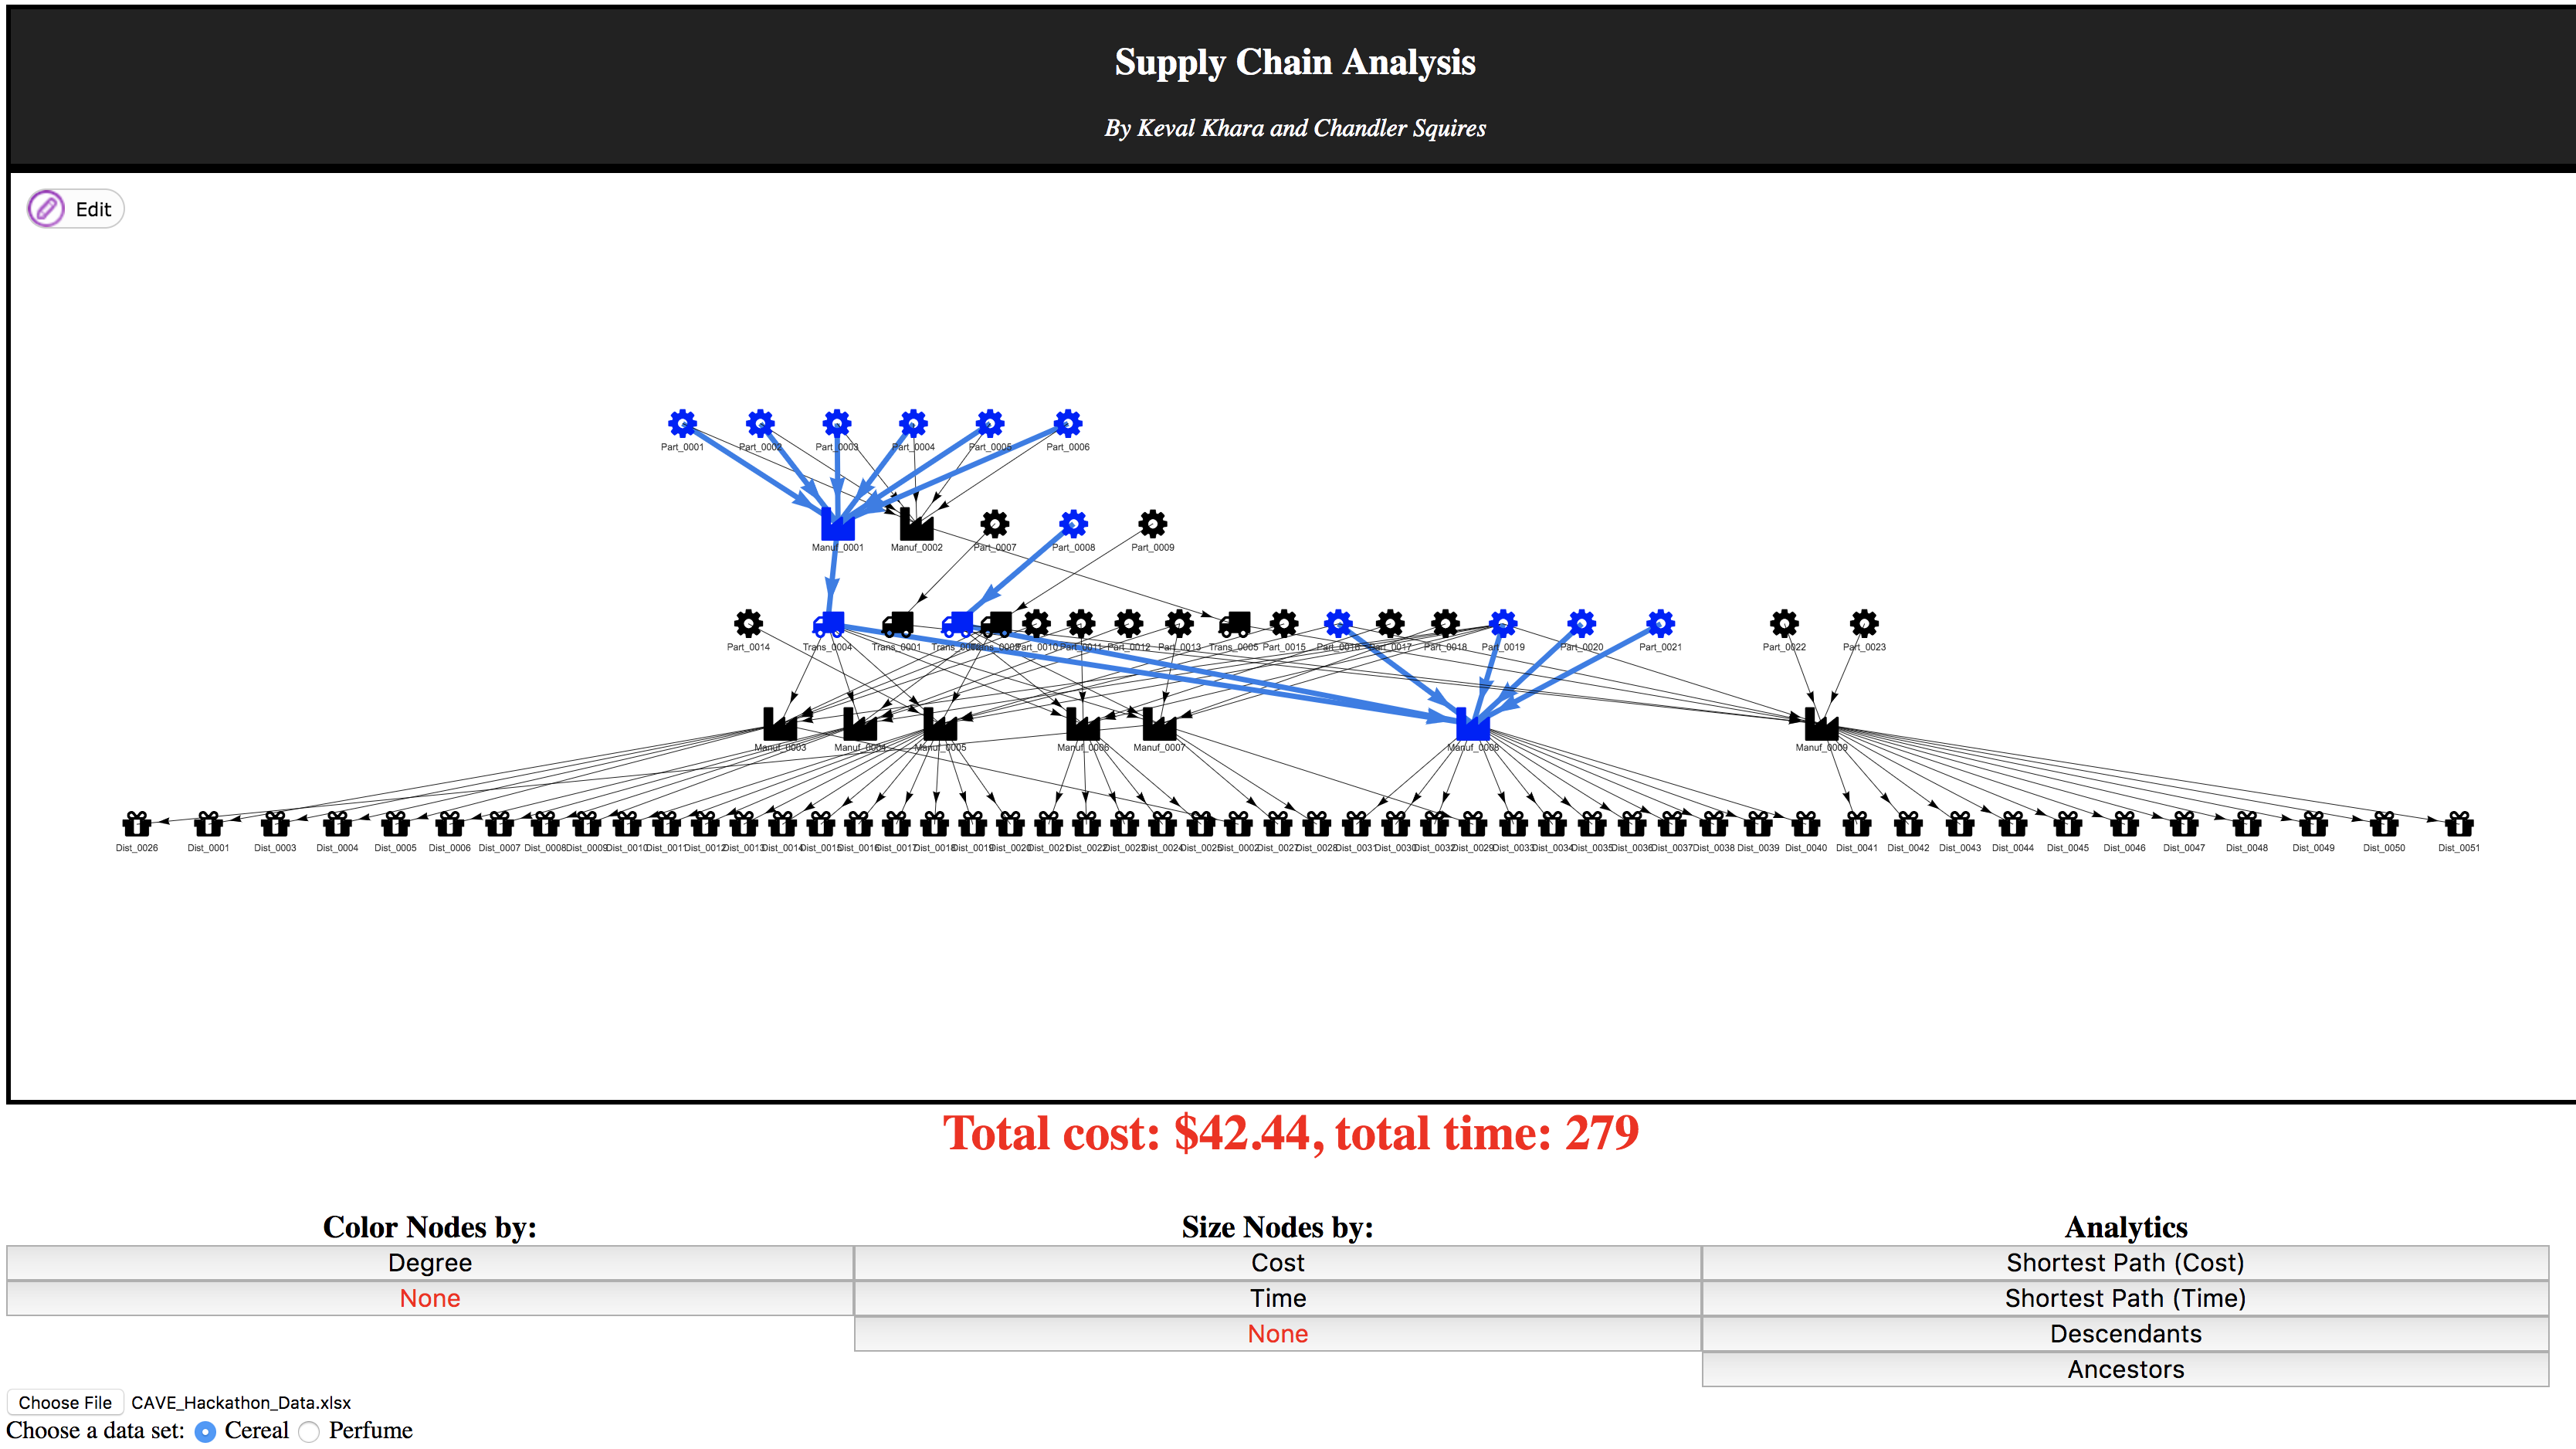 Supply Chain Analysis
By Keval Khara and Chandler Squires
Edit
Part_0001 Part_0002 Part_0003 Part_0004 Part_0005 Part_0006
Manuf_0001 Manuf_0002 Part_0007 Part_0008 Part_0009
Part_0014 Trans_0004 Trans_0001 Part_0010 Part_0011 Part_0012 Part_0013 Trans_0005 Part_0015 Part_0016 Part_0017 Part_0018 Part_0019 Part_0020 Part_0021 Part_0022 Part_0023
Manuf_0003 Manuf_0004 Manuf_0005 Manuf_0006 Manuf_0007 Manuf_0008 Manuf_0009
Dist_0026 Dist_0001 Dist_0003 Dist_0004 Dist_0005 Dist_0006 Dist_0007 Dist_0008 Dist_0009 Dist_0010 Dist_0011 Dist_0012 Dist_0013 Dist_0014 Dist_0015 Dist_0016 Dist_0017 Dist_0018 Dist_0019 Dist_0020 Dist_0021 Dist_0022 Dist_0023 Dist_0024 Dist_0025 Dist_0002 Dist_0027 Dist_0028 Dist_0031 Dist_0030 Dist_0032 Dist_0029 Dist_0033 Dist_0034 Dist_0035 Dist_0036 Dist_0037 Dist_0038 Dist_0039 Dist_0040 Dist_0041 Dist_0042 Dist_0043 Dist_0044 Dist_0045 Dist_0046 Dist_0047 Dist_0048 Dist_0049 Dist_0050 Dist_0051
Total cost: $42.44, total time: 279
Color Nodes by: Size Nodes by: Analytics
Degree Cost Shortest Path (Cost)
None Time Shortest Path (Time)
None Descendants
Ancestors
Choose File CAVE_Hackathon_Data.xlsx
Choose a data set: Cereal Perfume